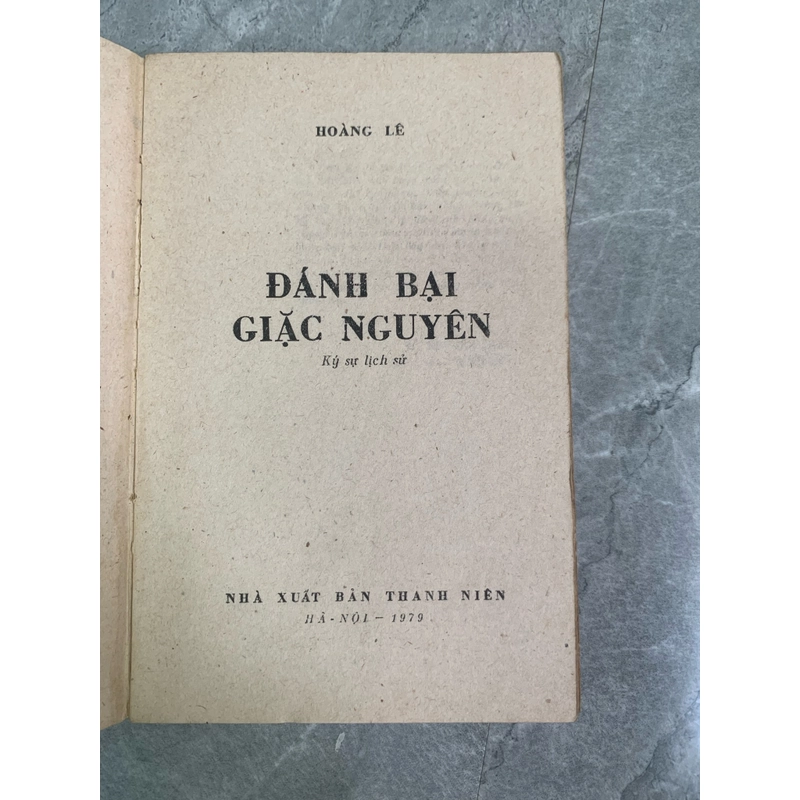 HOÀNG LÊ
ĐÁNH BẠI
GIẶC NGUYÊN
Ký sự lịch sử
NHÀ XUẤT BẢN THANH NIÊN
HÀ-NỘI — 1979